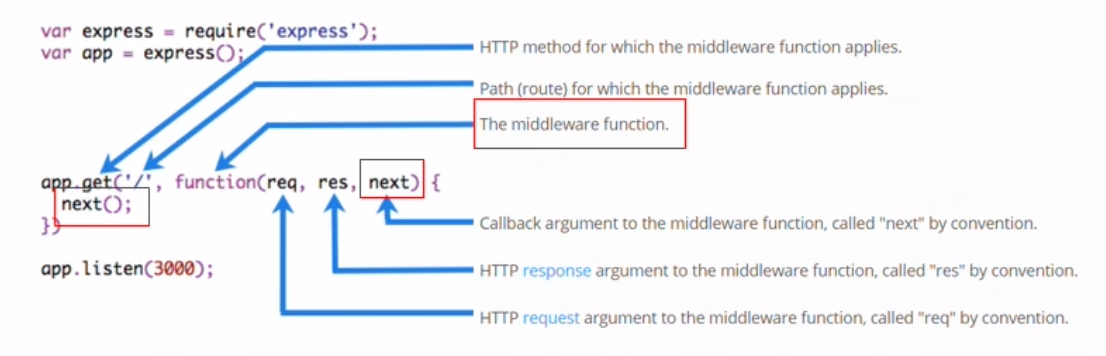 var express = require('express');
var app = express();
HTTP method for which the middleware function applies.
Path (route) for which the middleware function applies.
The middleware function.
app.get('/', function(req, res, next) {
next();
})
Callback argument to the middleware function, called "next" by convention.
app.listen(3000);
HTTP response argument to the middleware function, called "res" by convention.
HTTP request argument to the middleware function, called "req" by convention.